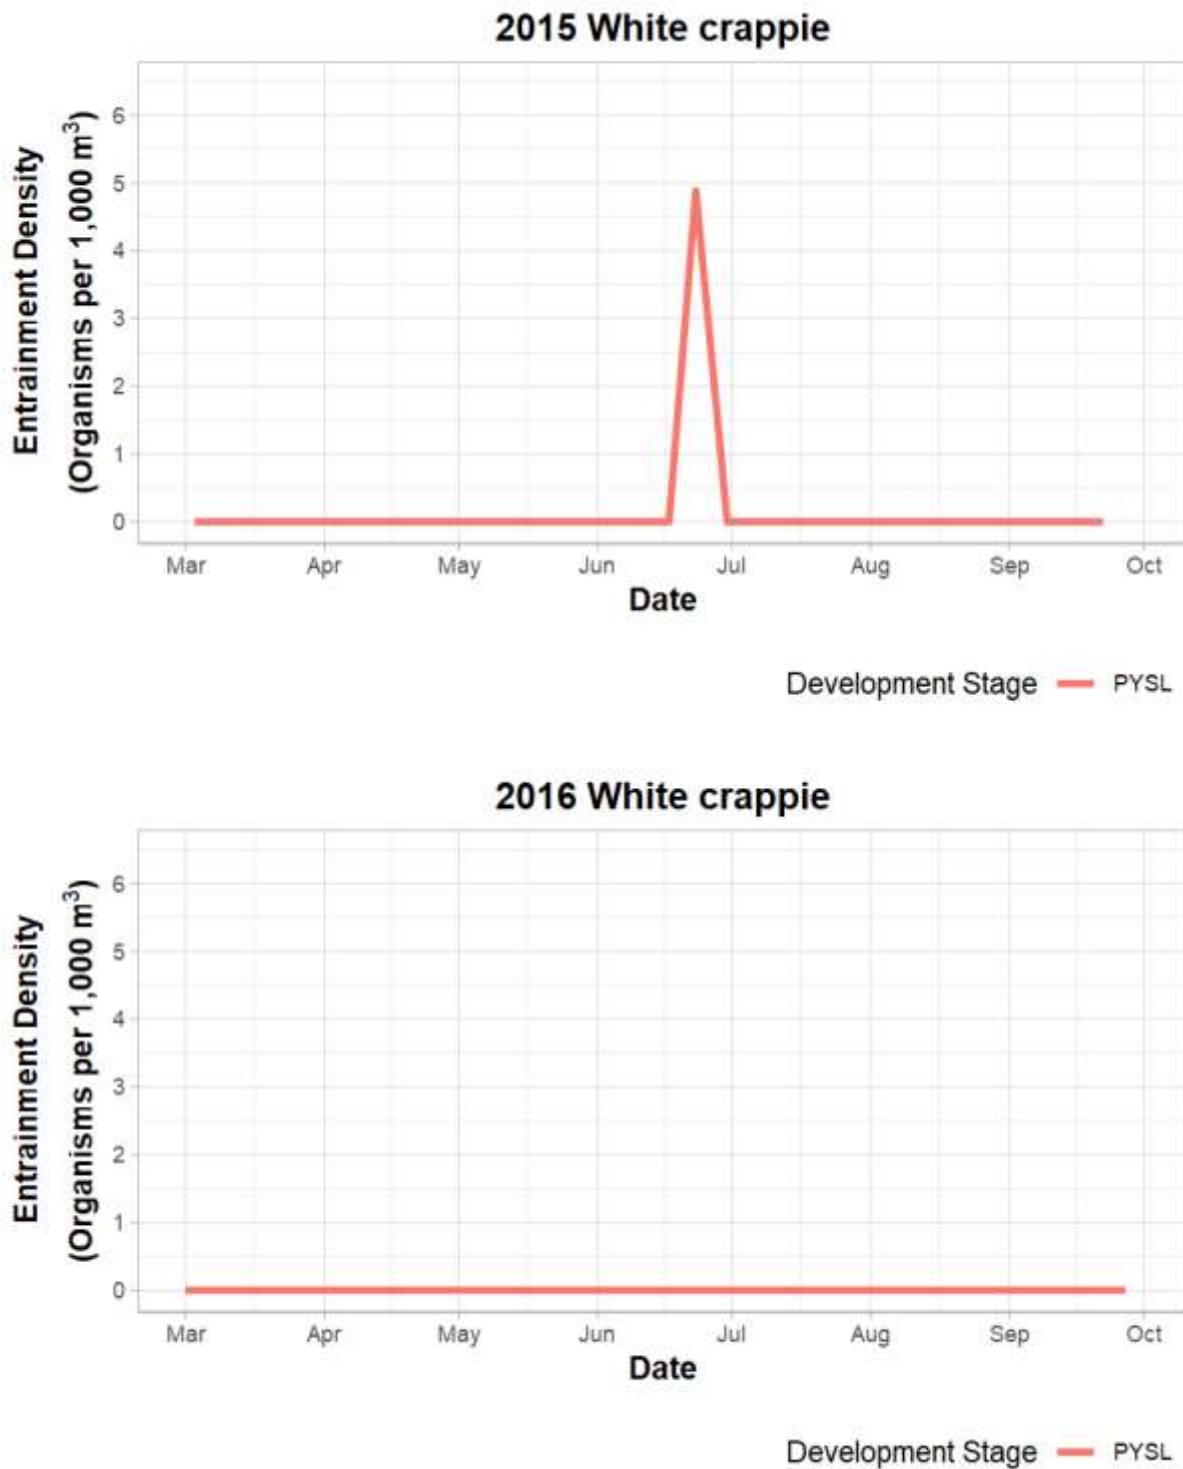 2015 White crappie
Entrainment Density
(Organisms per 1,000 m³)
6
5
4
3
2
1
0
Mar Apr May Jun Jul Aug Sep Oct
Date
Development Stage PYSL
2016 White crappie
Entrainment Density
(Organisms per 1,000 m³)
6
5
4
3
2
1
0
Mar Apr May Jun Jul Aug Sep Oct
Date
Development Stage PYSL